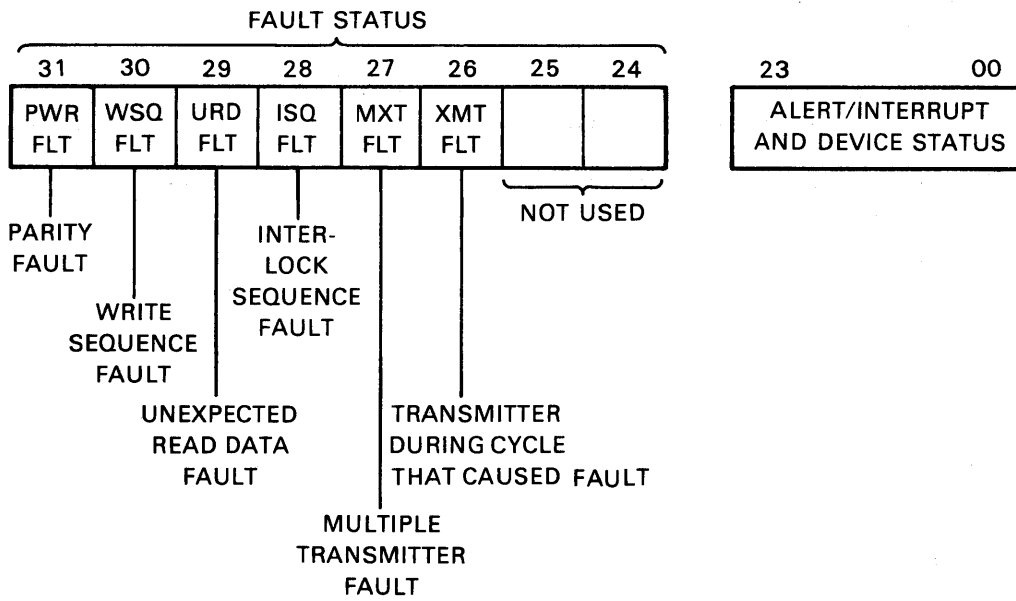 FAULT STATUS
31 30 29 28 27 26 25 24 23 00
PWR FLT WSQ FLT URD FLT ISQ FLT MXT FLT XMT FLT
ALERT/INTERRUPT
AND DEVICE STATUS
NOT USED
PARITY
FAULT
INTER-
LOCK
SEQUENCE
FAULT
WRITE
SEQUENCE
FAULT
UNEXPECTED
READ DATA
FAULT
TRANSMITTER
DURING CYCLE
THAT CAUSED FAULT
MULTIPLE
TRANSMITTER
FAULT